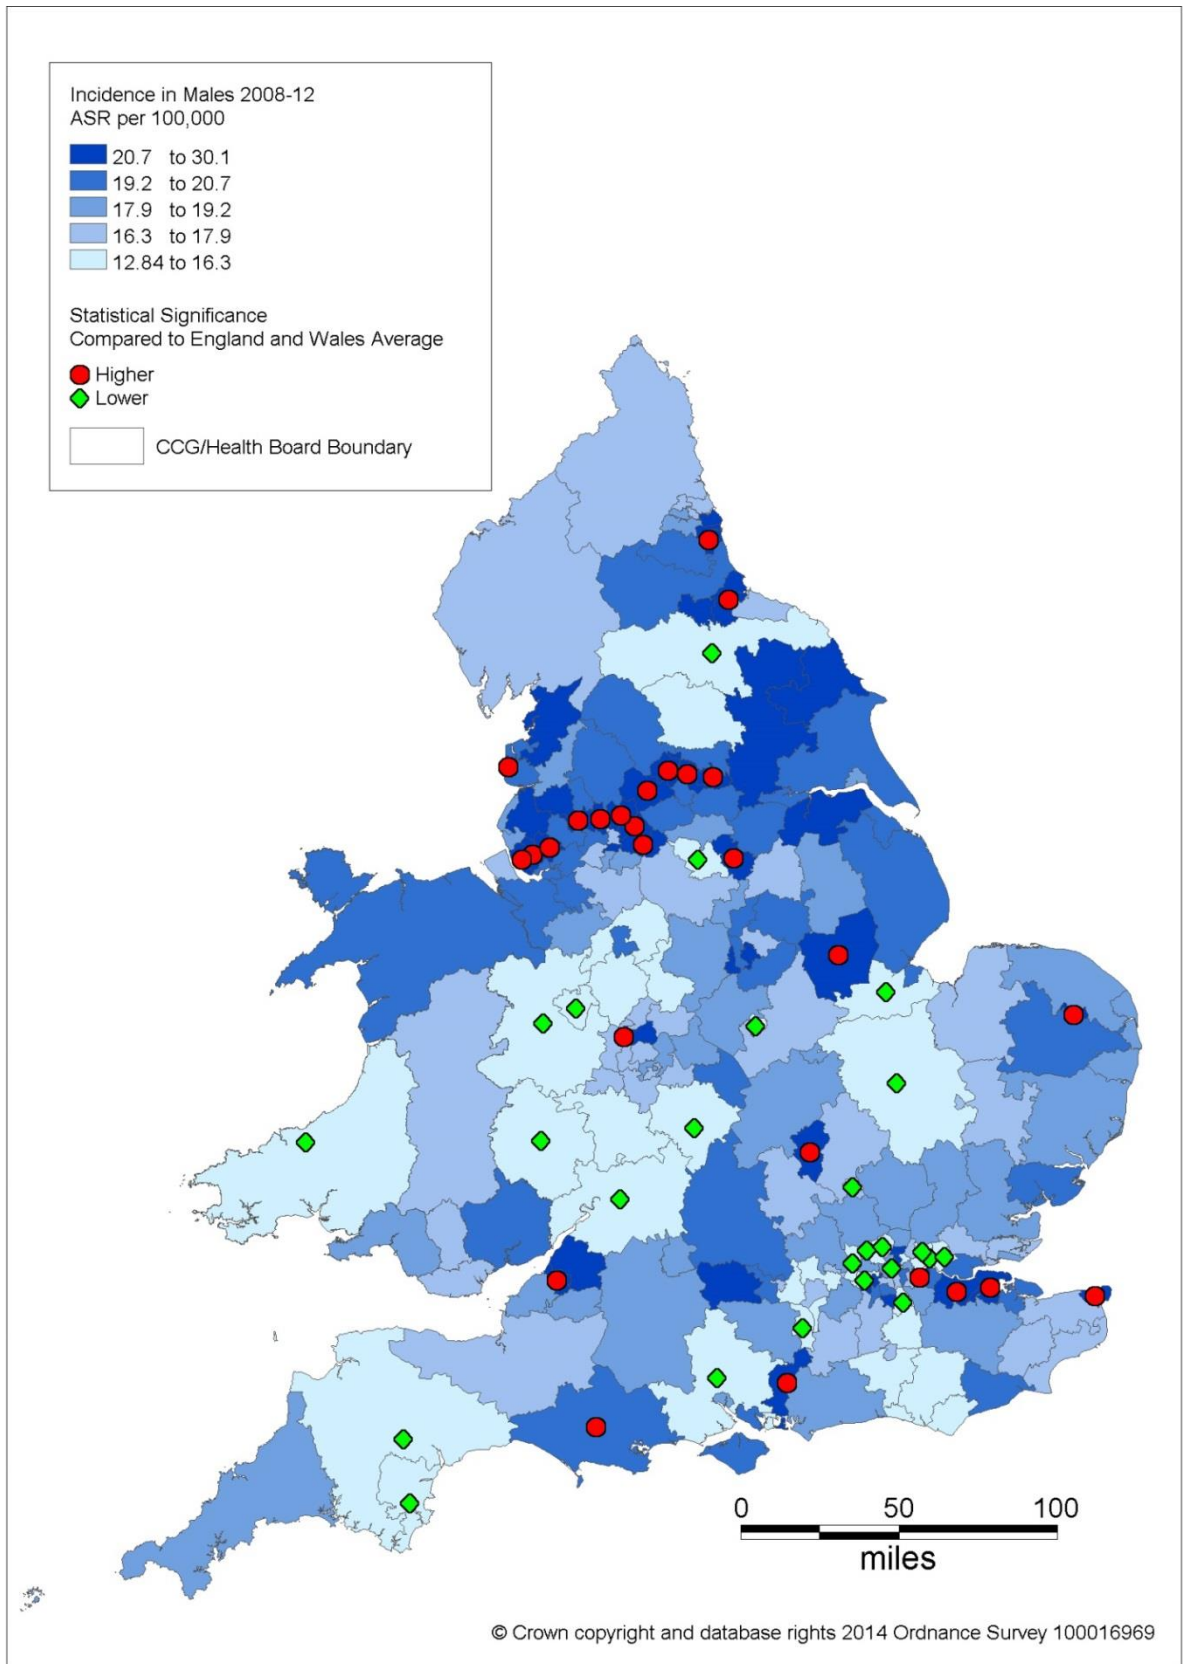 Incidence in Males 2008-12
ASR per 100,000
20.7 to 30.1
19.2 to 20.7
17.9 to 19.2
16.3 to 17.9
12.84 to 16.3
Statistical Significance
Compared to England and Wales Average
Higher
Lower
CCG/Health Board Boundary
0 50 100
miles
© Crown copyright and database rights 2014 Ordnance Survey 100016969